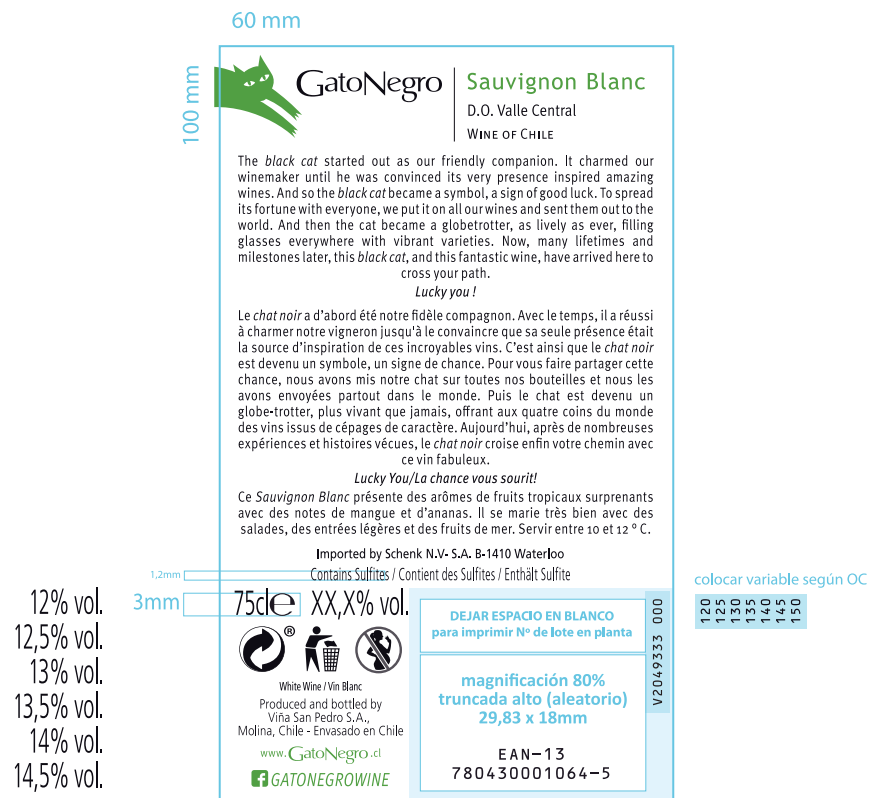 60 mm
100 mm
GatoNegro
Sauvignon Blanc
D.O. Valle Central
WINE OF CHILE
The black cat started out as our friendly companion. It charmed our
winemaker until he was convinced its very presence inspired amazing
wines. And so the black cat became a symbol, a sign of good luck. To spread
its fortune with everyone, we put it on all our wines and sent them out to the
world. And then the cat became a globetrotter, as lively as ever, filling
glasses everywhere with vibrant varieties. Now, many lifetimes and
milestones later, this black cat, and this fantastic wine, have arrived here to
cross your path.
Lucky you !
Le chat noir a d'abord été notre fidèle compagnon. Avec le temps, il a réussi
à charmer notre vigneron jusqu'à le convaincre que sa seule présence était
la source d'inspiration de ces incroyables vins. C'est ainsi que le chat noir
est devenu un symbole, un signe de chance. Pour vous faire partager cette
chance, nous avons mis notre chat sur toutes nos bouteilles et nous les
avons envoyées partout dans le monde. Puis le chat est devenu un
globe-trotter, plus vivant que jamais, offrant aux quatre coins du monde
des vins issus de cépages de caractère. Aujourd'hui, après de nombreuses
expériences et histoires vécues, le chat noir croise enfin votre chemin avec
ce vin fabuleux.
Lucky You/La chance vous sourit!
Ce Sauvignon Blanc présente des arômes de fruits tropicaux surprenants
avec des notes de mangue et d'ananas. Il se marie très bien avec des
salades, des entrées légères et des fruits de mer. Servir entre 10 et 12 º C.
Imported by Schenk N.V- S.A. B-1410 Waterloo
1,2mm
Contains Sulfites / Contient des Sulfites / Enthält Sulfite
3mm
75cl e XX,X% vol.
®
White Wine / Vin Blanc
Produced and bottled by
Viña San Pedro S.A.,
Molina, Chile - Envasado en Chile
www.GatoNegro.cl
GATONEGROWINE
DEJAR ESPACIO EN BLANCO
para imprimir Nº de lote en planta
magnificación 80%
truncada alto (aleatorio)
29,83 x 18mm
EAN-13
780430001064-5
V2049333 000
colocar variable según OC
120
125
130
135
140
145
150
12% vol.
12,5% vol.
13% vol.
13,5% vol.
14% vol.
14,5% vol.